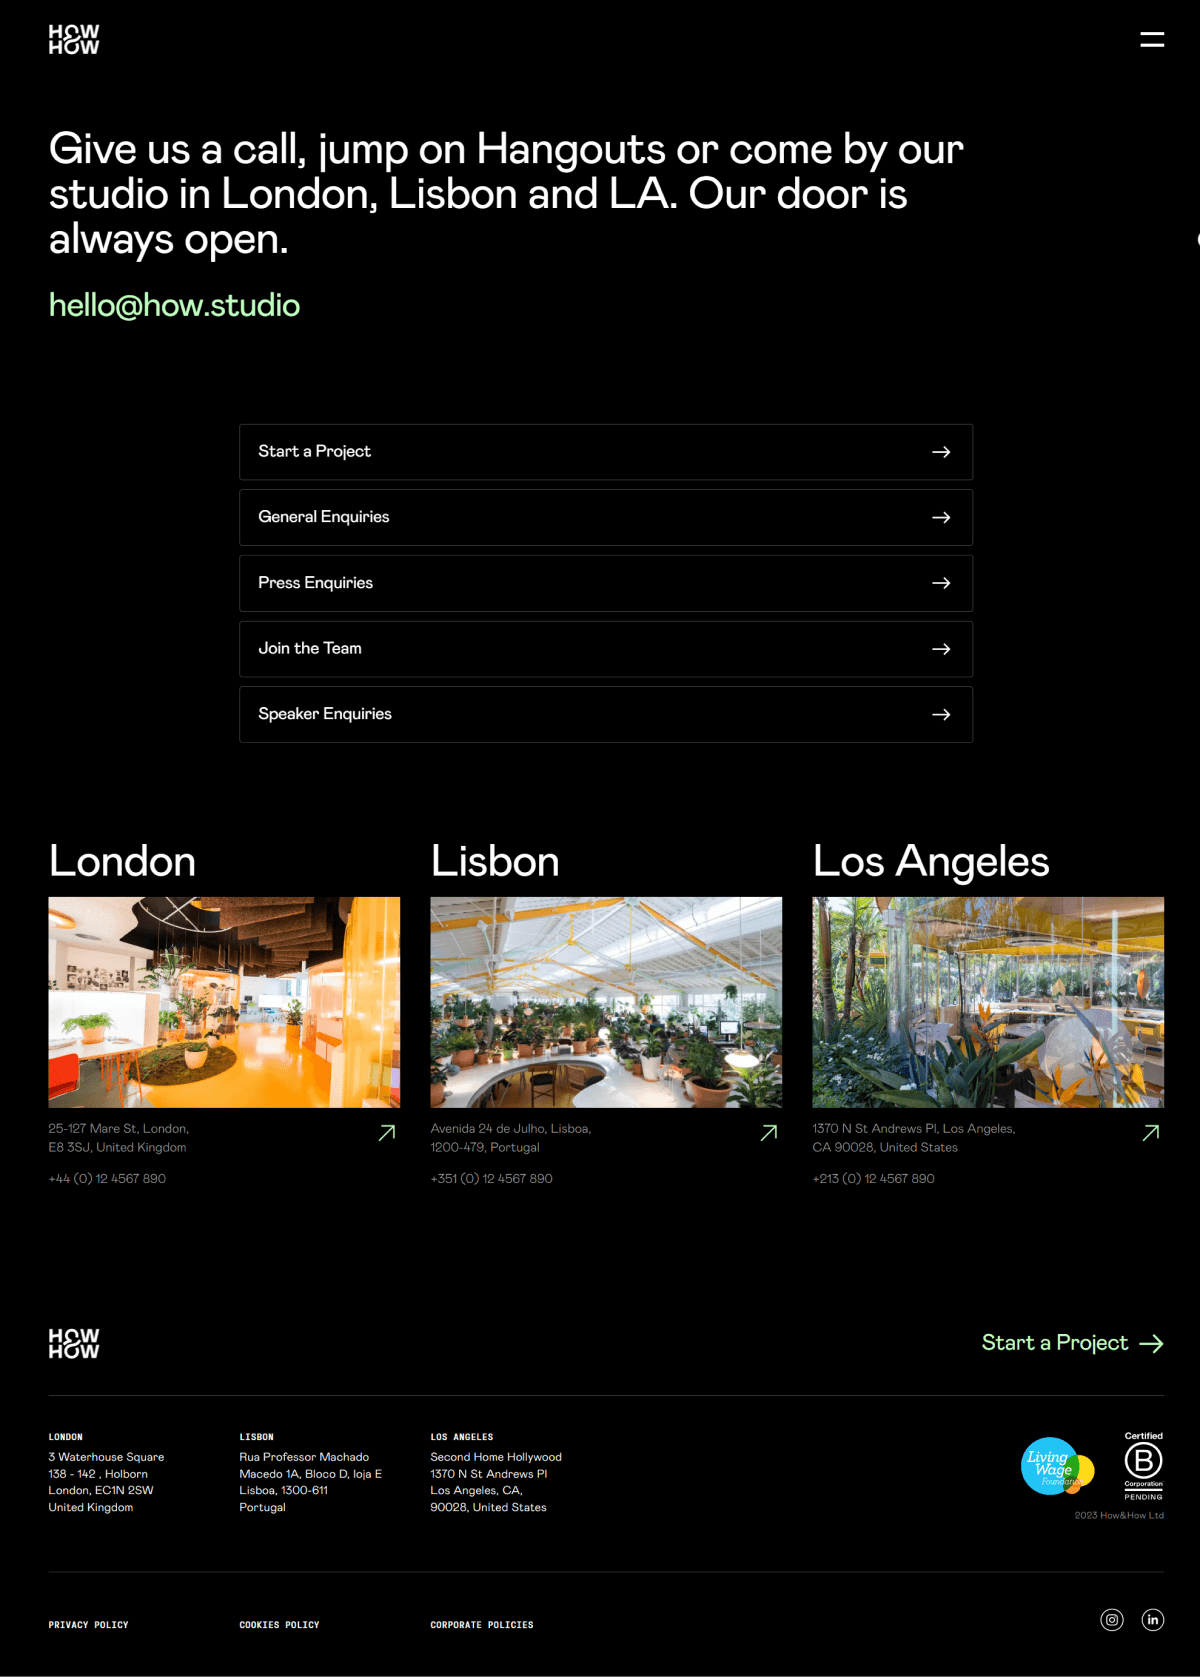 HOW
HOW
Give us a call, jump on Hangouts or come by our
studio in London, Lisbon and LA. Our door is
always open.
hello@how.studio
Start a Project
General Enquiries
Press Enquiries
Join the Team
Speaker Enquiries
London
Lisbon
Los Angeles
25-127 Mare St, London,
E8 3SJ, United Kingdom
+44 (0) 12 4567 890
Avenida 24 de Julho, Lisboa,
1200-479, Portugal
+351 (0) 12 4567 890
1370 N St Andrews Pl, Los Angeles,
CA 90028, United States
+213 (0) 12 4567 890
HOW
HOW
Start a Project
LONDON
3 Waterhouse Square
138 - 142 , Holborn
London, EC1N 2SW
United Kingdom
LISBON
Rua Professor Machado
Macedo 1A, Bloco D, loja E
Lisboa, 1300-611
Portugal
LOS ANGELES
Second Home Hollywood
1370 N St Andrews Pl
Los Angeles, CA,
90028, United States
Living
Wage
Foundation
Certified
B
Corporation
PENDING
2023 How&How Ltd
PRIVACY POLICY
COOKIES POLICY
CORPORATE POLICIES
in